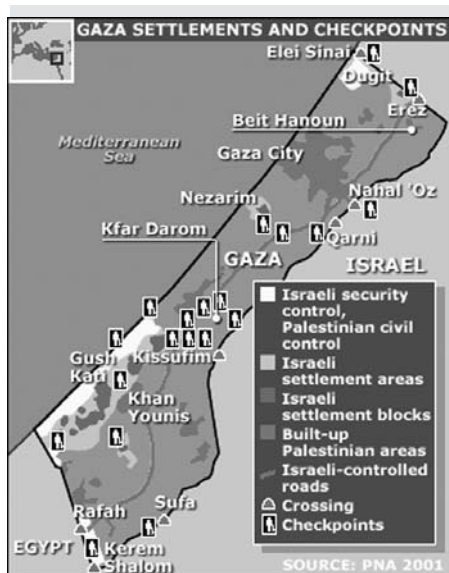 GAZA SETTLEMENTS AND CHECKPOINTS
Elei Sinai
Dugit
Erez
Beit Hanoun
Mediterranean
Sea
Gaza City
Nezarim
Nahal 'Oz
Kfar Darom
Qarni
GAZA
ISRAEL
Kissufim
Gush
Kati
Khan
Younis
Sufa
Rafah
EGYPT
Kerem
Shalom
Israeli security
control,
Palestinian civil
control
Israeli
settlement areas
Israeli
settlement blocks
Built-up
Palestinian areas
Israeli-controlled
roads
Crossing
Checkpoints
SOURCE: PNA 2001